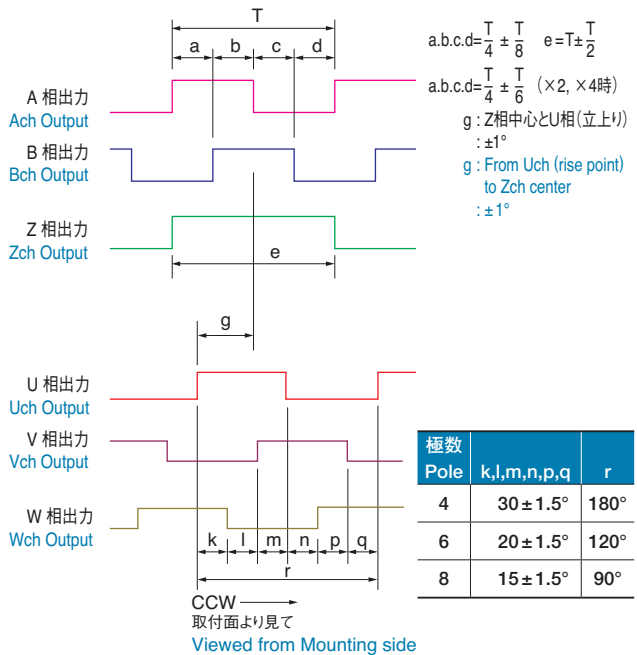 T
a b c d
A 相出力
Ach Output
B 相出力
Bch Output
Z 相出力
Zch Output
e
g
a.b.c.d=T/4 ± T/8 e=T±T/2
a.b.c.d=T/4 ± T/6 (×2, ×4時)
g : Z相中心とU相(立上り)
: ±1°
g : From Uch (rise point)
to Zch center
: ± 1°
U 相出力
Uch Output
V 相出力
Vch Output
W 相出力
Wch Output
k l m n p q
r
CCW
取付面より見て
Viewed from Mounting side
極数
Pole k,l,m,n,p,q r
4 30±1.5° 180°
6 20±1.5° 120°
8 15±1.5° 90°